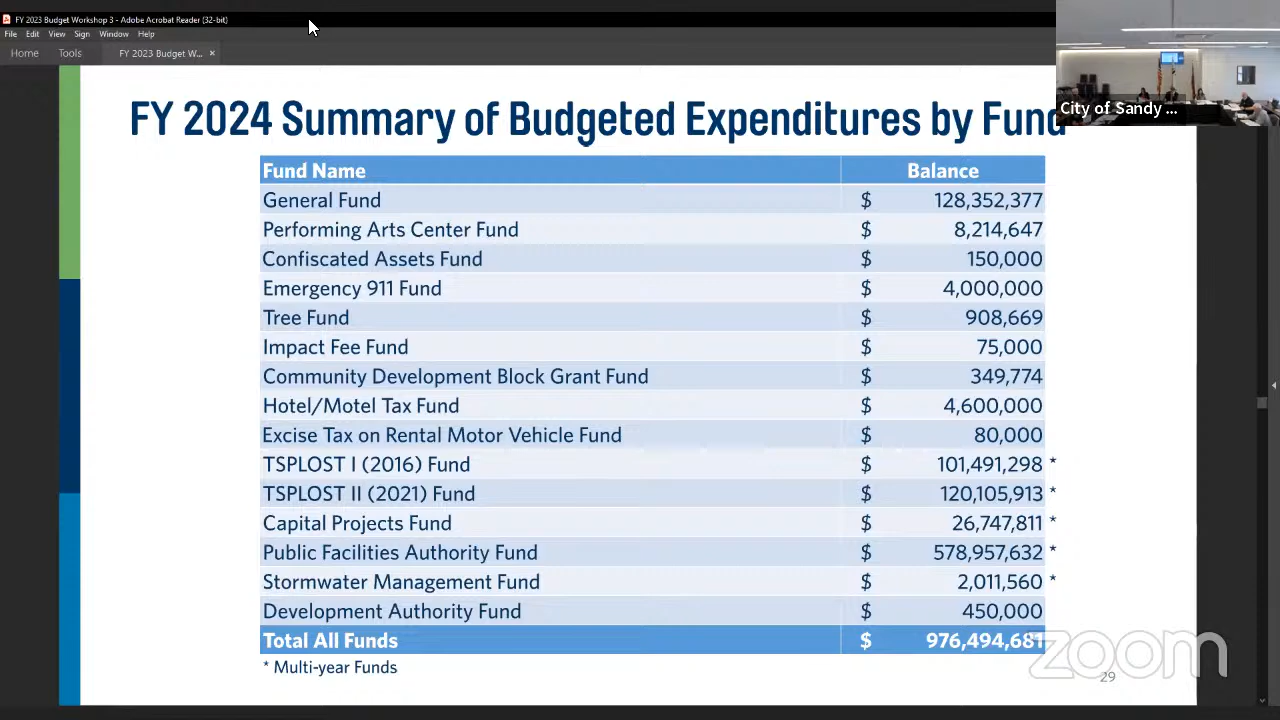 FY 2023 Budget Workshop 3 - Adobe Acrobat Reader (32-bit)
File Edit View Sign Window Help
Home Tools FY 2023 Budget W... ×
City of Sandy ...
FY 2024 Summary of Budgeted Expenditures by Fund
Fund Name Balance
General Fund $ 128,352,377
Performing Arts Center Fund $ 8,214,647
Confiscated Assets Fund $ 150,000
Emergency 911 Fund $ 4,000,000
Tree Fund $ 908,669
Impact Fee Fund $ 75,000
Community Development Block Grant Fund $ 349,774
Hotel/Motel Tax Fund $ 4,600,000
Excise Tax on Rental Motor Vehicle Fund $ 80,000
TSPLOST I (2016) Fund $ 101,491,298 *
TSPLOST II (2021) Fund $ 120,105,913 *
Capital Projects Fund $ 26,747,811 *
Public Facilities Authority Fund $ 578,957,632 *
Stormwater Management Fund $ 2,011,560 *
Development Authority Fund $ 450,000
Total All Funds $ 976,494,681
* Multi-year Funds
zoom
29